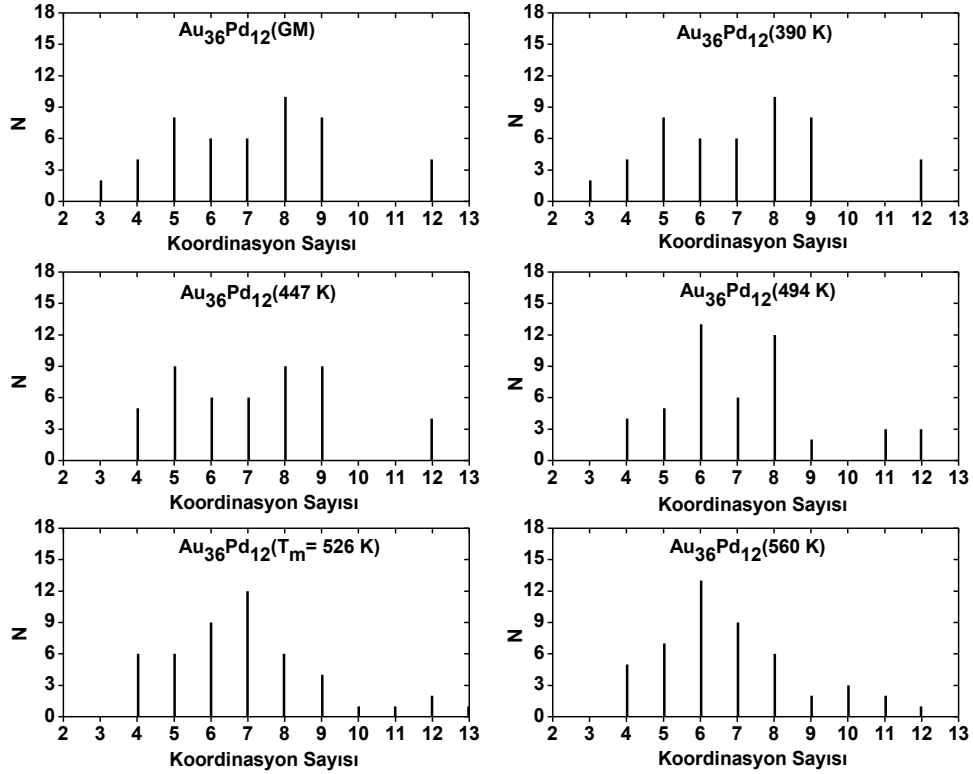 Au36Pd12(GM)
18
15
12
9
6
3
0
N
2 3 4 5 6 7 8 9 10 11 12 13
Koordinasyon Sayısı
Au36Pd12(390 K)
18
15
12
9
6
3
0
N
2 3 4 5 6 7 8 9 10 11 12 13
Koordinasyon Sayısı
Au36Pd12(447 K)
18
15
12
9
6
3
0
N
2 3 4 5 6 7 8 9 10 11 12 13
Koordinasyon Sayısı
Au36Pd12(494 K)
18
15
12
9
6
3
0
N
2 3 4 5 6 7 8 9 10 11 12 13
Koordinasyon Sayısı
Au36Pd12(Tm= 526 K)
18
15
12
9
6
3
0
N
2 3 4 5 6 7 8 9 10 11 12 13
Koordinasyon Sayısı
Au36Pd12(560 K)
18
15
12
9
6
3
0
N
2 3 4 5 6 7 8 9 10 11 12 13
Koordinasyon Sayısı